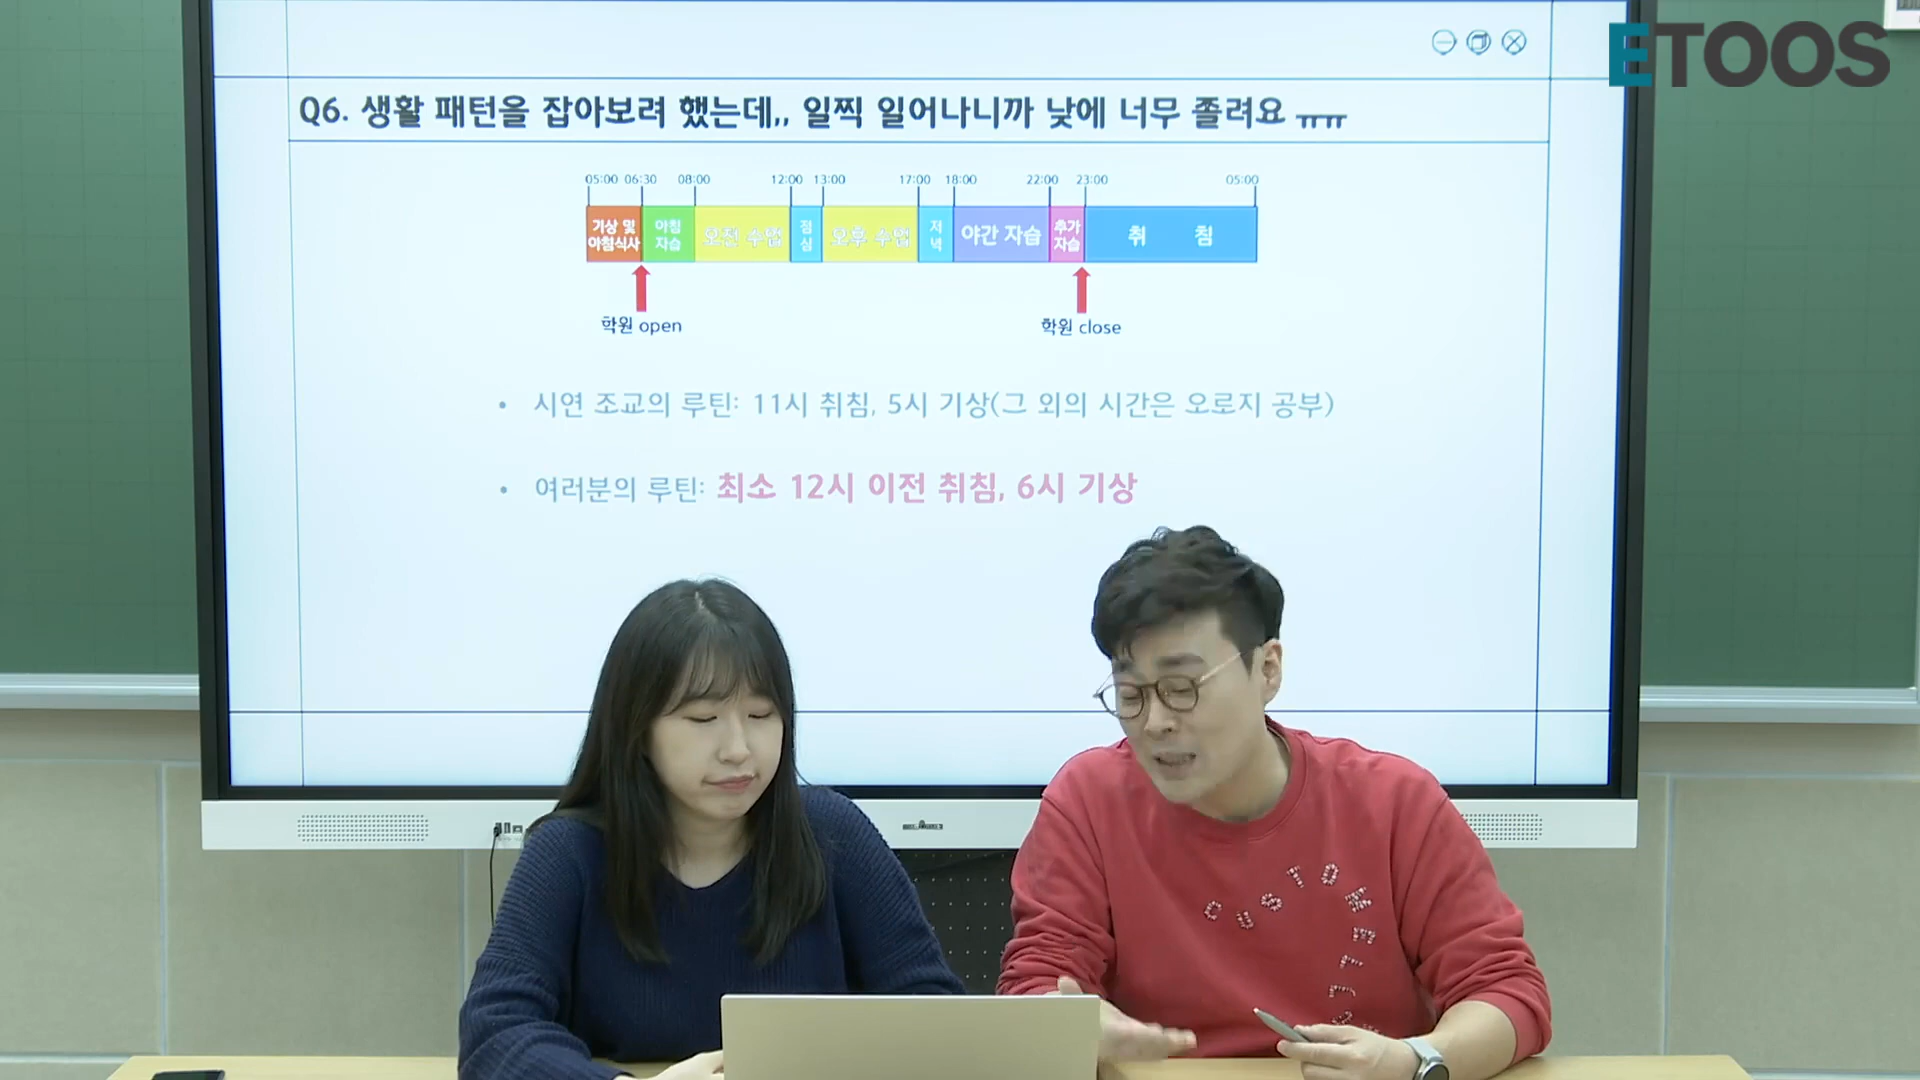 ETOOS
Q6. 생활 패턴을 잡아보려 했는데,, 일찍 일어나니까 낮에 너무 졸려요 ㅠㅠ
05:00 06:30 08:00 12:00 13:00 17:00 18:00 22:00 23:00 05:00
기상 및 아침식사
아침 자습
오전 수업
점심
오후 수업
저녁
야간 자습
추가 자습
취 침
학원 open
학원 close
• 시연 조교의 루틴: 11시 취침, 5시 기상(그 외의 시간은 오로지 공부)
• 여러분의 루틴: 최소 12시 이전 취침, 6시 기상